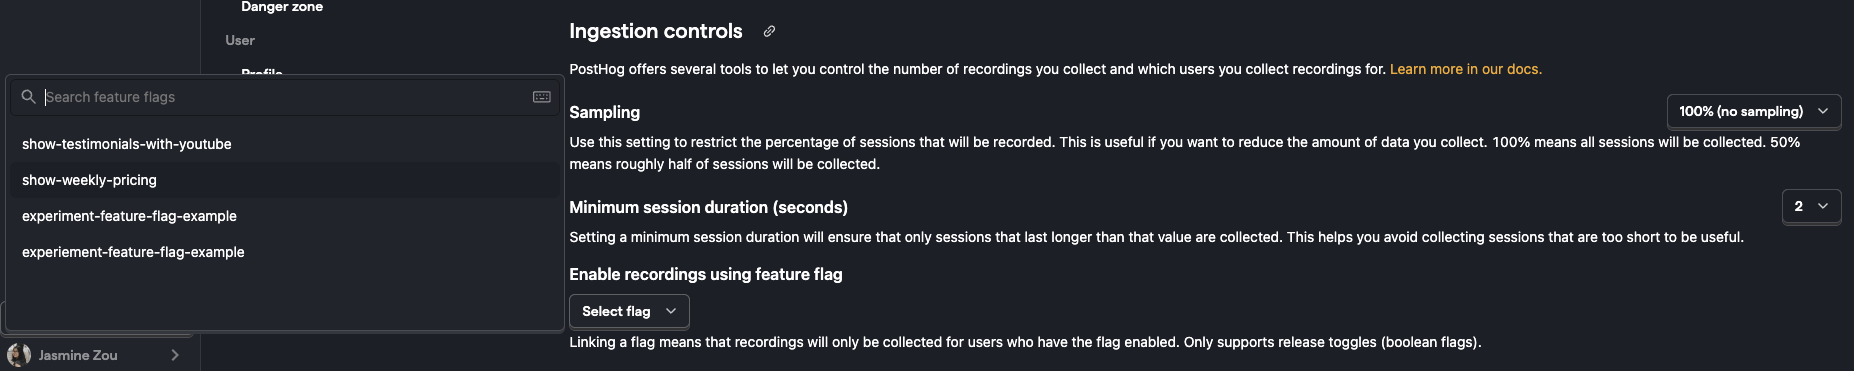 Danger zone
User
Profile
Search feature flags
show-testimonials-with-youtube
show-weekly-pricing
experiment-feature-flag-example
experiement-feature-flag-example
Jasmine Zou
Ingestion controls
PostHog offers several tools to let you control the number of recordings you collect and which users you collect recordings for. Learn more in our docs.
Sampling
100% (no sampling)
Use this setting to restrict the percentage of sessions that will be recorded. This is useful if you want to reduce the amount of data you collect. 100% means all sessions will be collected. 50%
means roughly half of sessions will be collected.
Minimum session duration (seconds)
2
Setting a minimum session duration will ensure that only sessions that last longer than that value are collected. This helps you avoid collecting sessions that are too short to be useful.
Enable recordings using feature flag
Select flag
Linking a flag means that recordings will only be collected for users who have the flag enabled. Only supports release toggles (boolean flags).